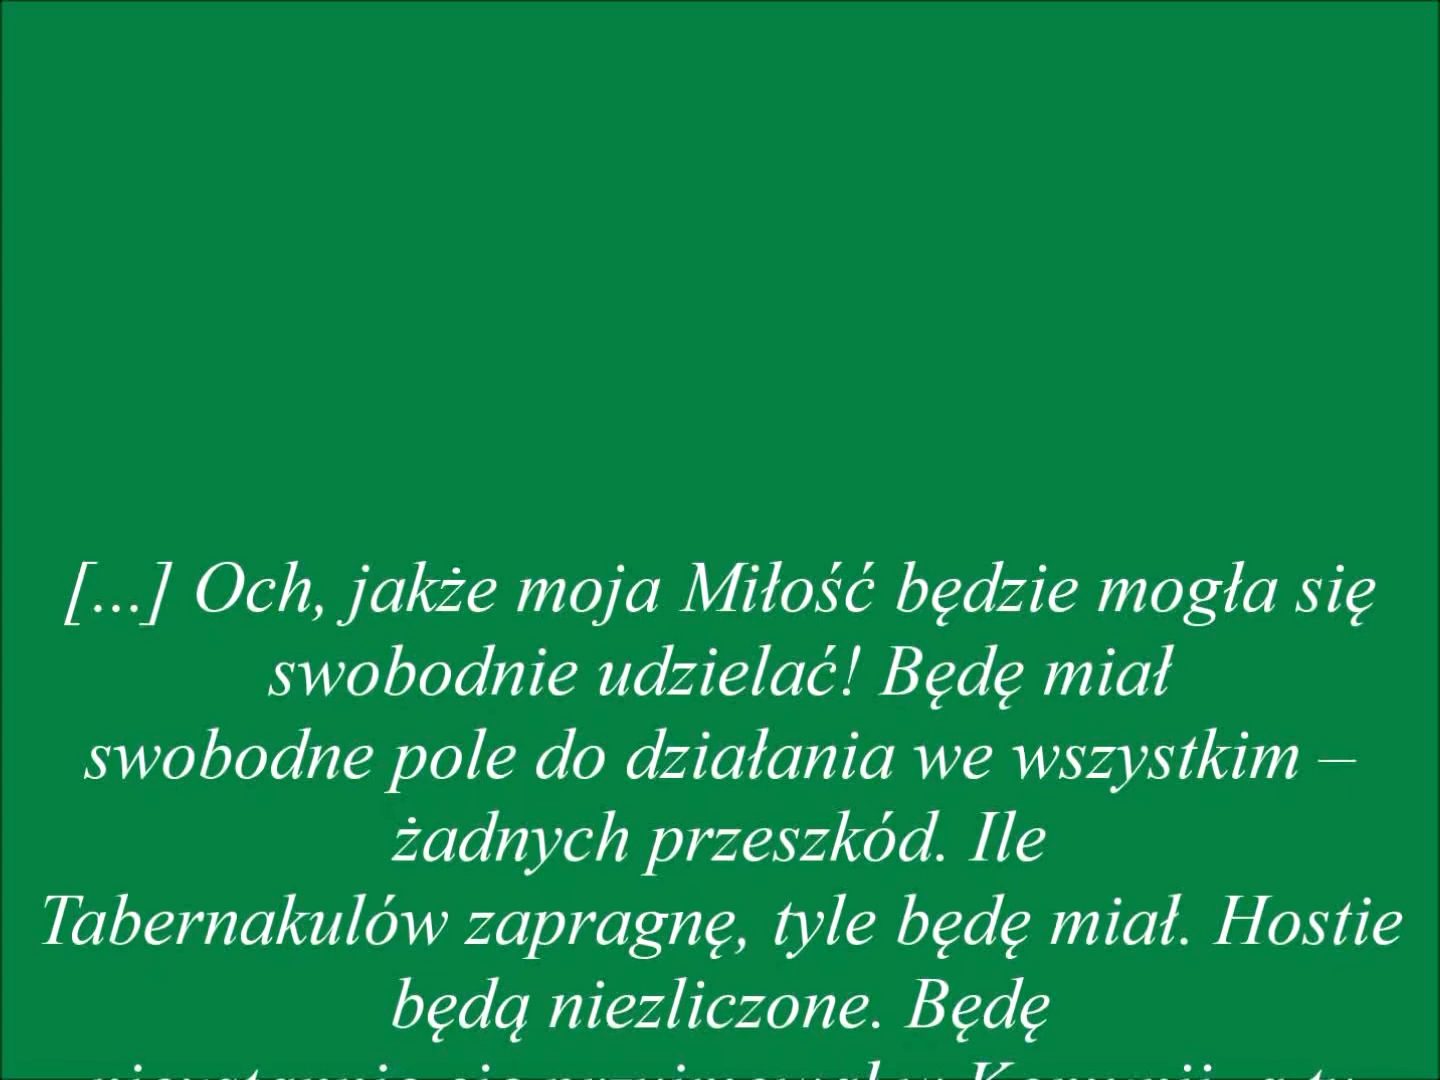 [...] Och, jakże moja Miłość będzie mogła się
swobodnie udzielać! Będę miał
swobodne pole do działania we wszystkim –
żadnych przeszkód. Ile
Tabernakulów zapragnę, tyle będę miał. Hostie
będą niezliczone. Będę